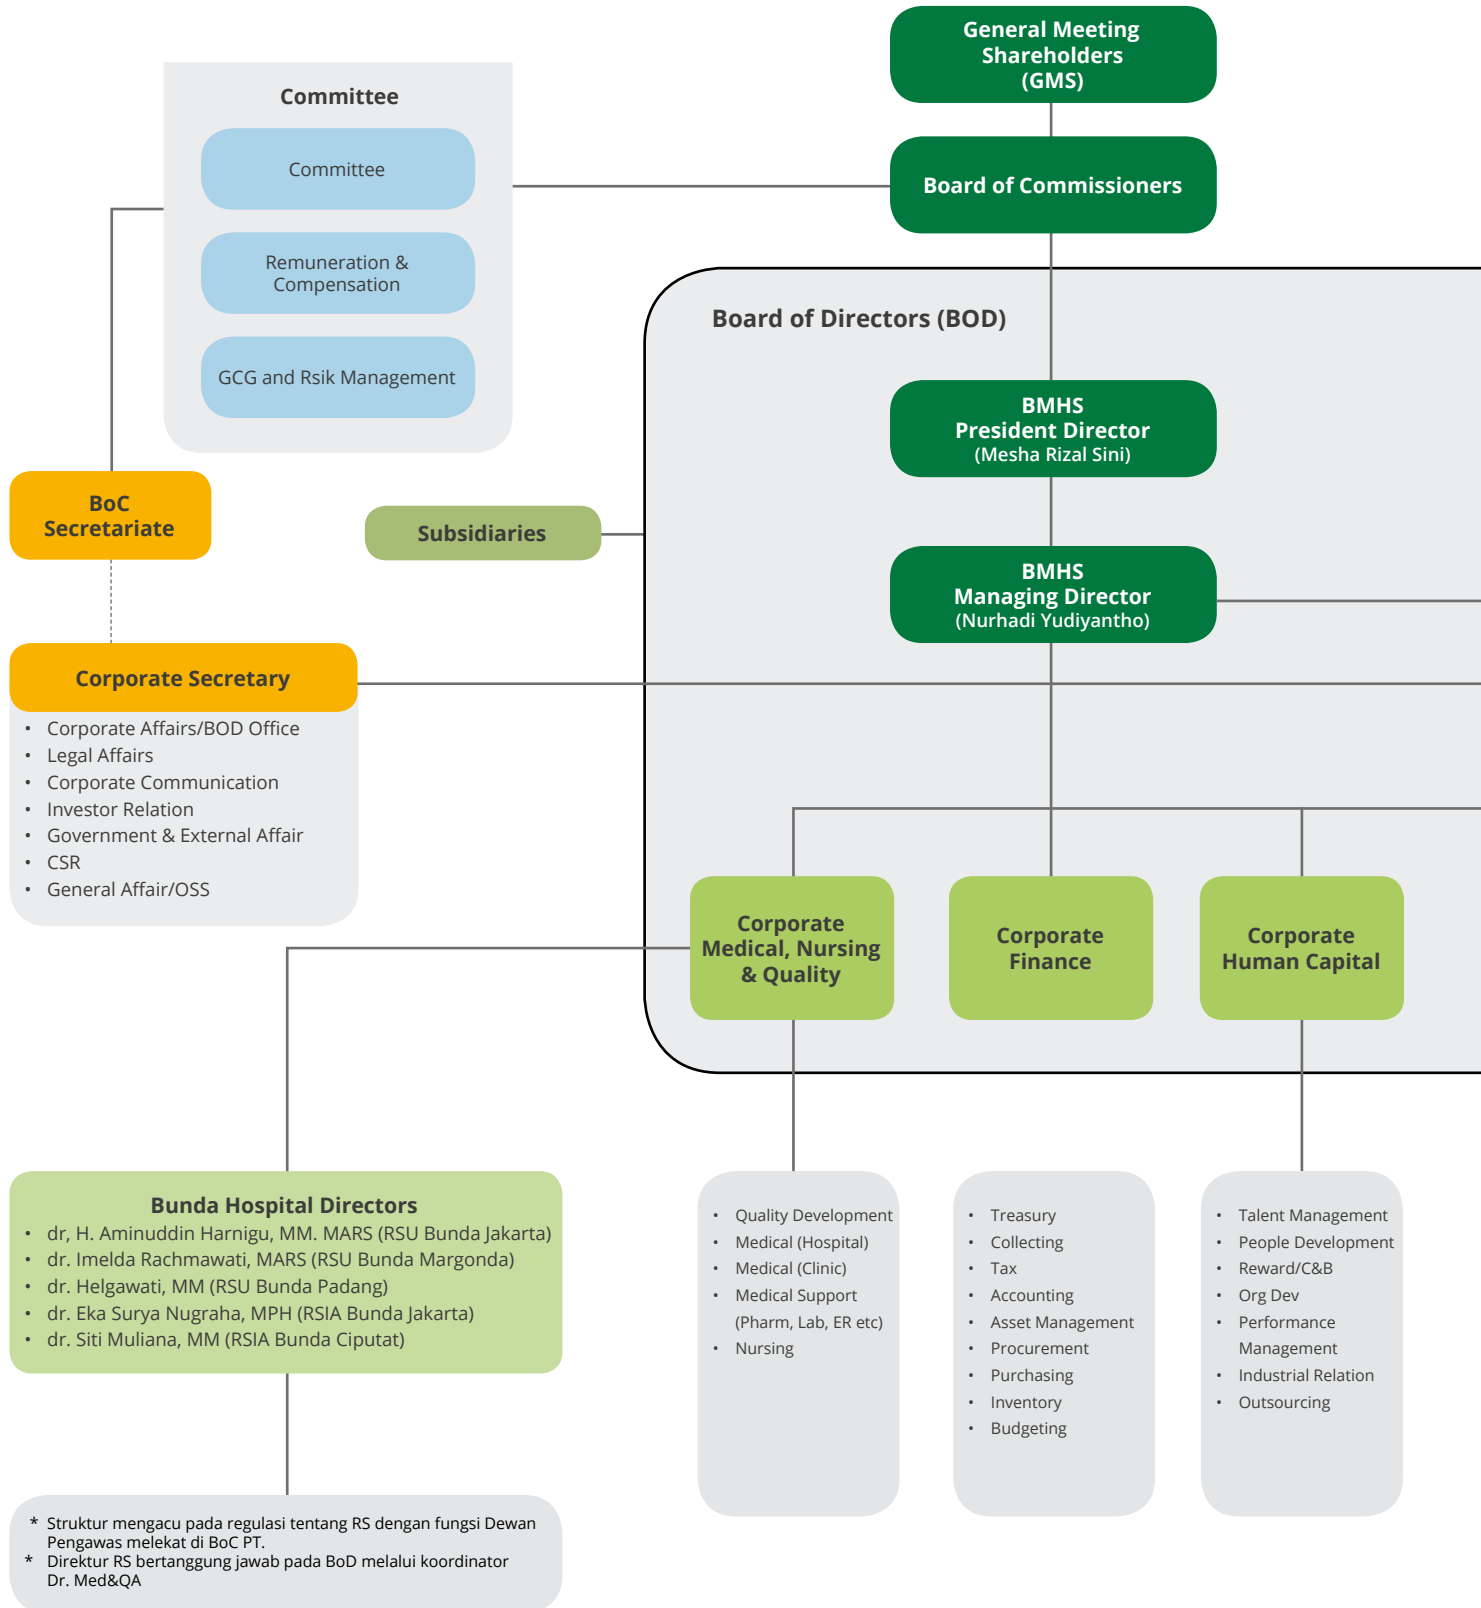 General Meeting
Shareholders
(GMS)
Committee
Committee
Remuneration &
Compensation
GCG and Rsik Management
Board of Commissioners
Board of Directors (BOD)
BMHS
President Director
(Mesha Rizal Sini)
BoC
Secretariate
Subsidiaries
BMHS
Managing Director
(Nurhadi Yudiyantho)
Corporate Secretary
• Corporate Affairs/BOD Office
• Legal Affairs
• Corporate Communication
• Investor Relation
• Government & External Affair
• CSR
• General Affair/OSS
Corporate
Medical, Nursing
& Quality
Corporate
Finance
Corporate
Human Capital
Bunda Hospital Directors
• dr, H. Aminuddin Harnigu, MM. MARS (RSU Bunda Jakarta)
• dr. Imelda Rachmawati, MARS (RSU Bunda Margonda)
• dr. Helgawati, MM (RSU Bunda Padang)
• dr. Eka Surya Nugraha, MPH (RSIA Bunda Jakarta)
• dr. Siti Muliana, MM (RSIA Bunda Ciputat)
• Quality Development
• Medical (Hospital)
• Medical (Clinic)
• Medical Support
(Pharm, Lab, ER etc)
• Nursing
• Treasury
• Collecting
• Tax
• Accounting
• Asset Management
• Procurement
• Purchasing
• Inventory
• Budgeting
• Talent Management
• People Development
• Reward/C&B
• Org Dev
• Performance
Management
• Industrial Relation
• Outsourcing
* Struktur mengacu pada regulasi tentang RS dengan fungsi Dewan
Pengawas melekat di BoC PT.
* Direktur RS bertanggung jawab pada BoD melalui koordinator
Dr. Med&QA